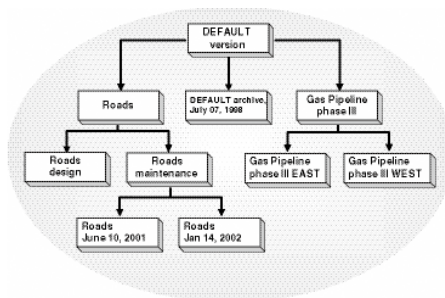 DEFAULT
version
Roads
DEFAULT archive,
July 07, 1998
Gas Pipeline
phase III
Roads
design
Roads
maintenance
Gas Pipeline
phase III EAST
Gas Pipeline
phase III WEST
Roads
June 10, 2001
Roads
Jan 14, 2002